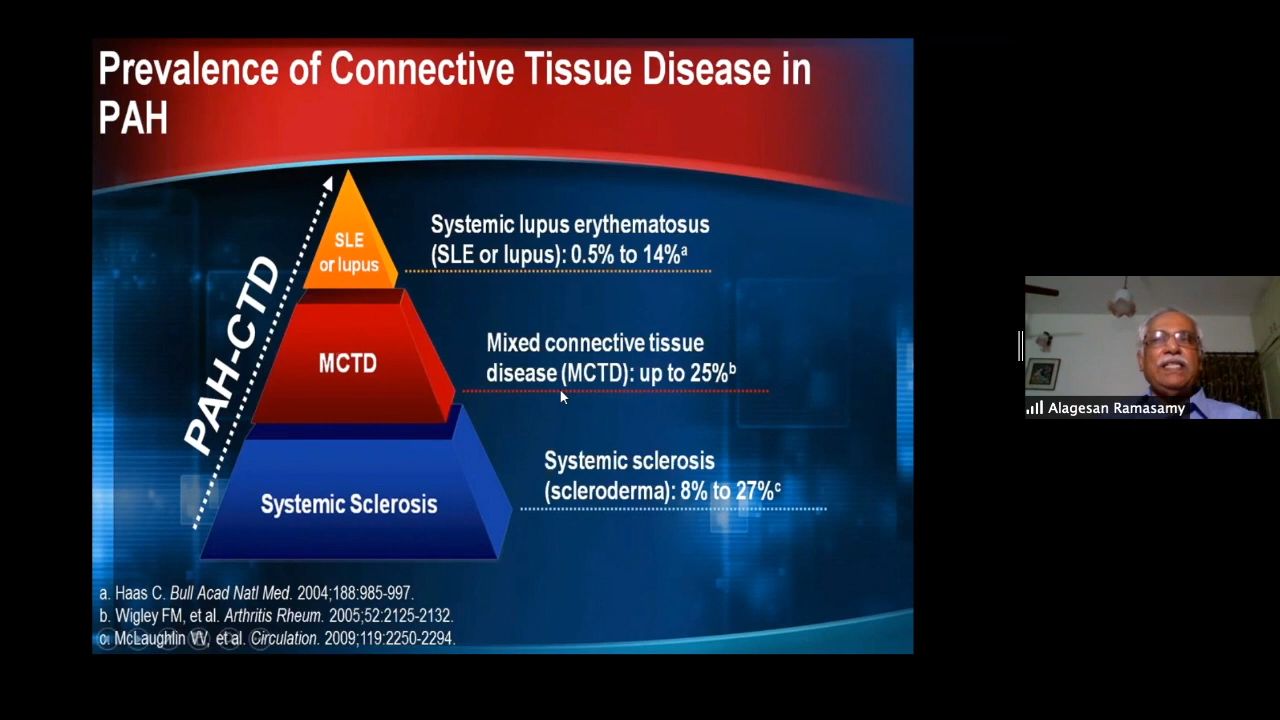 Prevalence of Connective Tissue Disease in
PAH
PAH-CTD
SLE
or lupus
Systemic lupus erythematosus
(SLE or lupus): 0.5% to 14%ᵃ
MCTD
Mixed connective tissue
disease (MCTD): up to 25%ᵇ
Systemic Sclerosis
Systemic sclerosis
(scleroderma): 8% to 27%ᶜ
a. Haas C. Bull Acad Natl Med. 2004;188:985-997.
b. Wigley FM, et al. Arthritis Rheum. 2005;52:2125-2132.
c. McLaughlin VV, et al. Circulation. 2009;119:2250-2294.
Alagesan Ramasamy